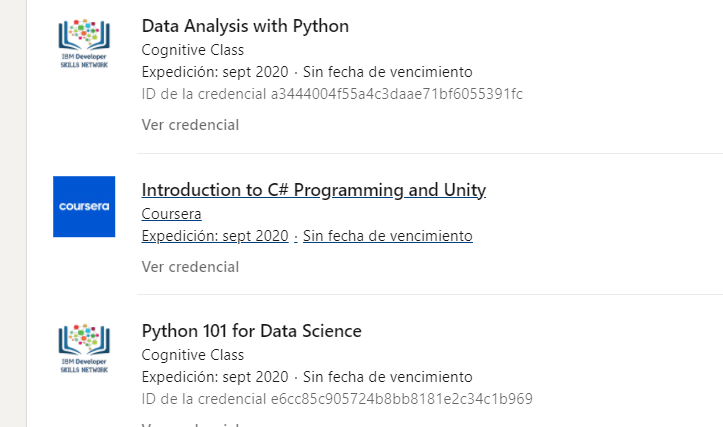 Data Analysis with Python
Cognitive Class
IBM Developer
SKILLS NETWORK
Expedición: sept 2020 · Sin fecha de vencimiento
ID de la credencial a3444004f55a4c3daae71bf6055391fc
Ver credencial
Introduction to C# Programming and Unity
coursera
Coursera
Expedición: sept 2020 · Sin fecha de vencimiento
Ver credencial
Python 101 for Data Science
Cognitive Class
IBM Developer
SKILLS NETWORK
Expedición: sept 2020 · Sin fecha de vencimiento
ID de la credencial e6cc85c905724b8bb8181e2c34c1b969